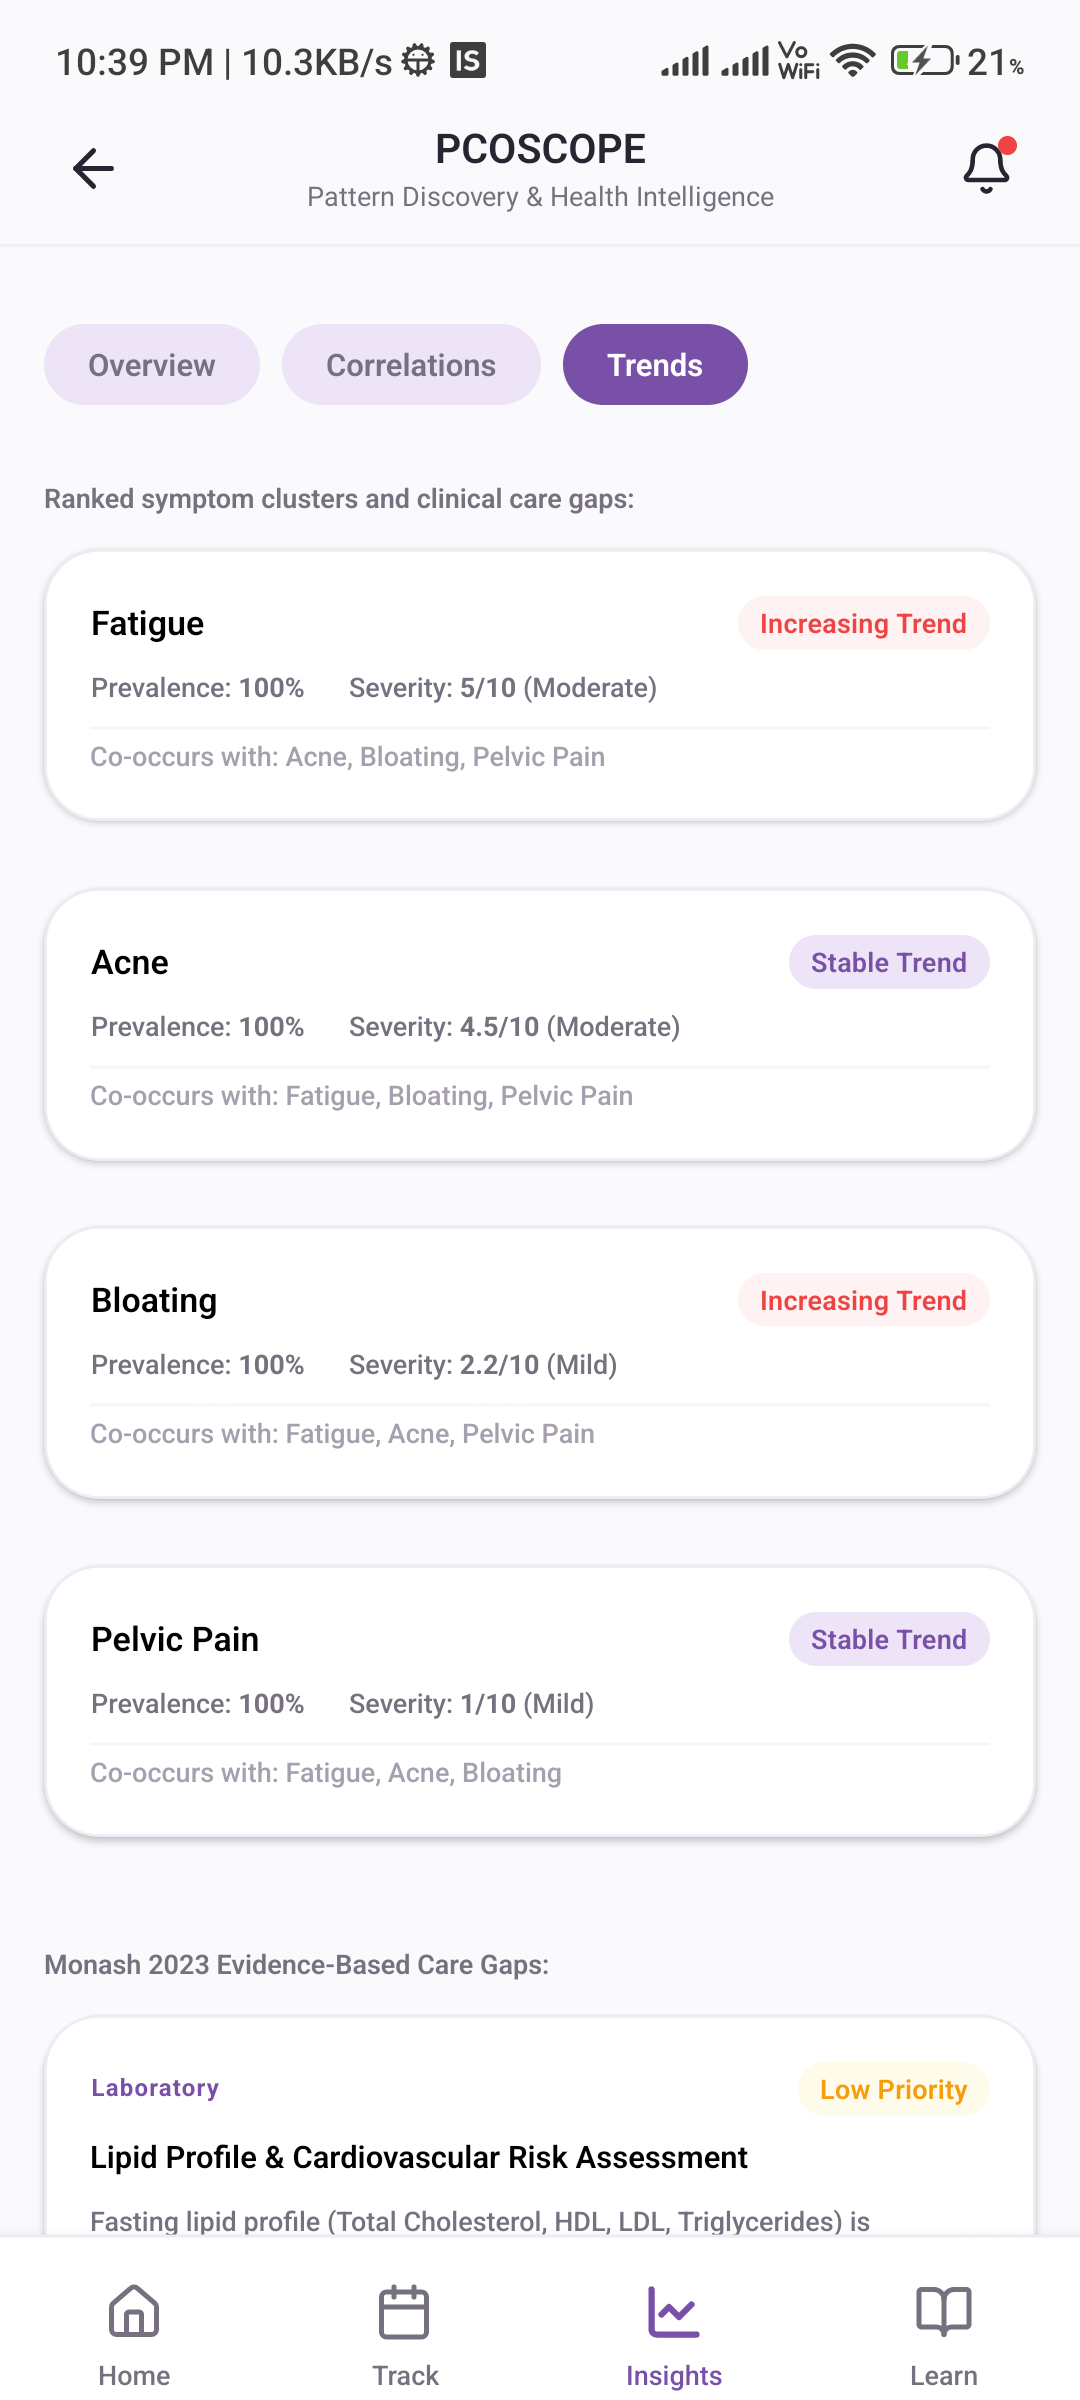 10:39 PM | 10.3KB/s IS Vo WiFi 21%
PCOSCOPE
Pattern Discovery & Health Intelligence
Overview Correlations Trends
Ranked symptom clusters and clinical care gaps:
Fatigue Increasing Trend
Prevalence: 100% Severity: 5/10 (Moderate)
Co-occurs with: Acne, Bloating, Pelvic Pain
Acne Stable Trend
Prevalence: 100% Severity: 4.5/10 (Moderate)
Co-occurs with: Fatigue, Bloating, Pelvic Pain
Bloating Increasing Trend
Prevalence: 100% Severity: 2.2/10 (Mild)
Co-occurs with: Fatigue, Acne, Pelvic Pain
Pelvic Pain Stable Trend
Prevalence: 100% Severity: 1/10 (Mild)
Co-occurs with: Fatigue, Acne, Bloating
Monash 2023 Evidence-Based Care Gaps:
Laboratory Low Priority
Lipid Profile & Cardiovascular Risk Assessment
Fasting lipid profile (Total Cholesterol, HDL, LDL, Triglycerides) is
Home Track Insights Learn